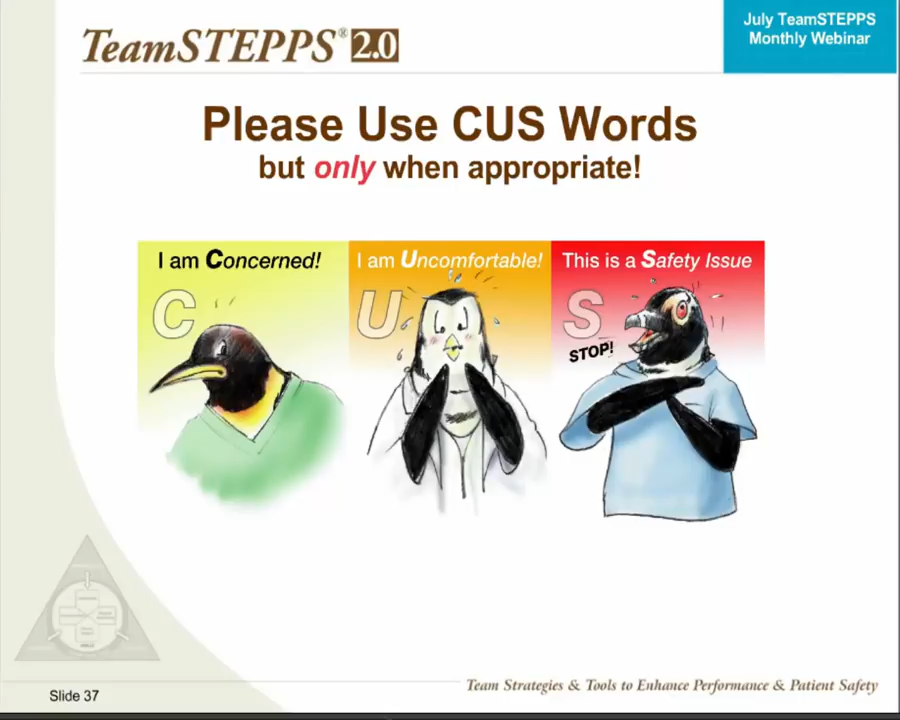 TeamSTEPPS® 2.0
July TeamSTEPPS
Monthly Webinar
Please Use CUS Words
but only when appropriate!
I am Concerned!
I am Uncomfortable!
This is a Safety Issue
C
U
S
STOP!
Slide 37
Team Strategies & Tools to Enhance Performance & Patient Safety